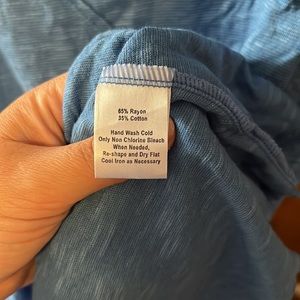 65% Rayon
35% Cotton
Hand Wash Cold
Only Non Chlorine Bleach
When Needed,
Re-shape and Dry Flat
Cool Iron as Necessary